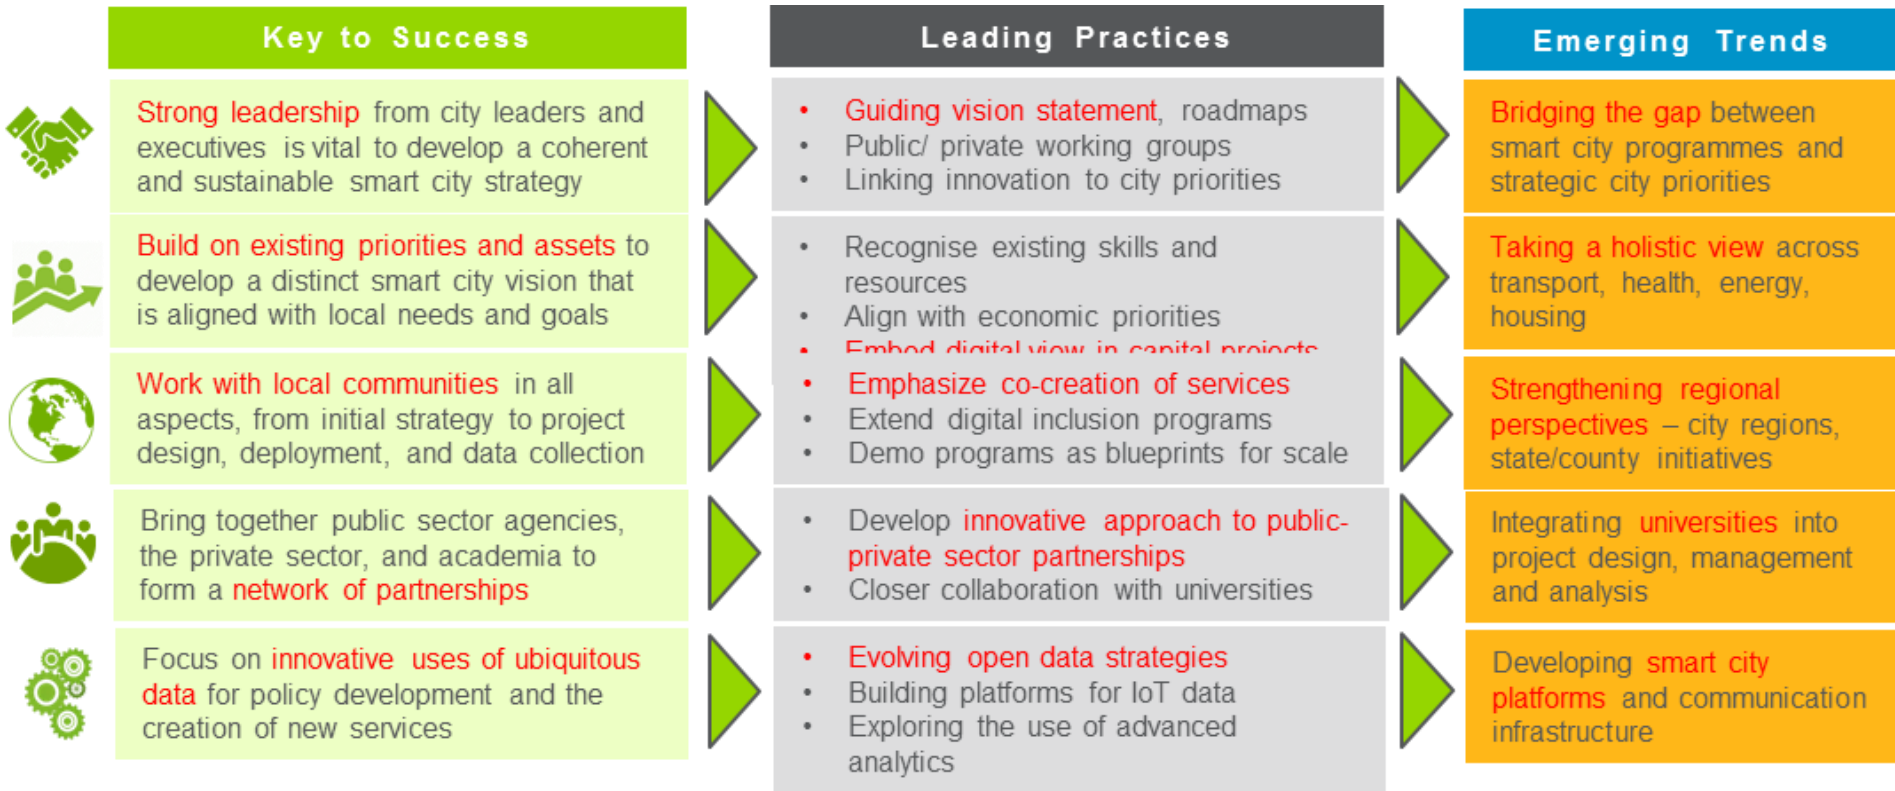 Key to Success
Leading Practices
Emerging Trends
Strong leadership from city leaders and
executives is vital to develop a coherent
and sustainable smart city strategy
• Guiding vision statement, roadmaps
• Public/ private working groups
• Linking innovation to city priorities
Bridging the gap between
smart city programmes and
strategic city priorities
Build on existing priorities and assets to
develop a distinct smart city vision that
is aligned with local needs and goals
• Recognise existing skills and
resources
• Align with economic priorities
• Embed digital view in capital projects
Taking a holistic view across
transport, health, energy,
housing
Work with local communities in all
aspects, from initial strategy to project
design, deployment, and data collection
• Emphasize co-creation of services
• Extend digital inclusion programs
• Demo programs as blueprints for scale
Strengthening regional
perspectives – city regions,
state/county initiatives
Bring together public sector agencies,
the private sector, and academia to
form a network of partnerships
• Develop innovative approach to public-
private sector partnerships
• Closer collaboration with universities
Integrating universities into
project design, management
and analysis
Focus on innovative uses of ubiquitous
data for policy development and the
creation of new services
• Evolving open data strategies
• Building platforms for IoT data
• Exploring the use of advanced
analytics
Developing smart city
platforms and communication
infrastructure